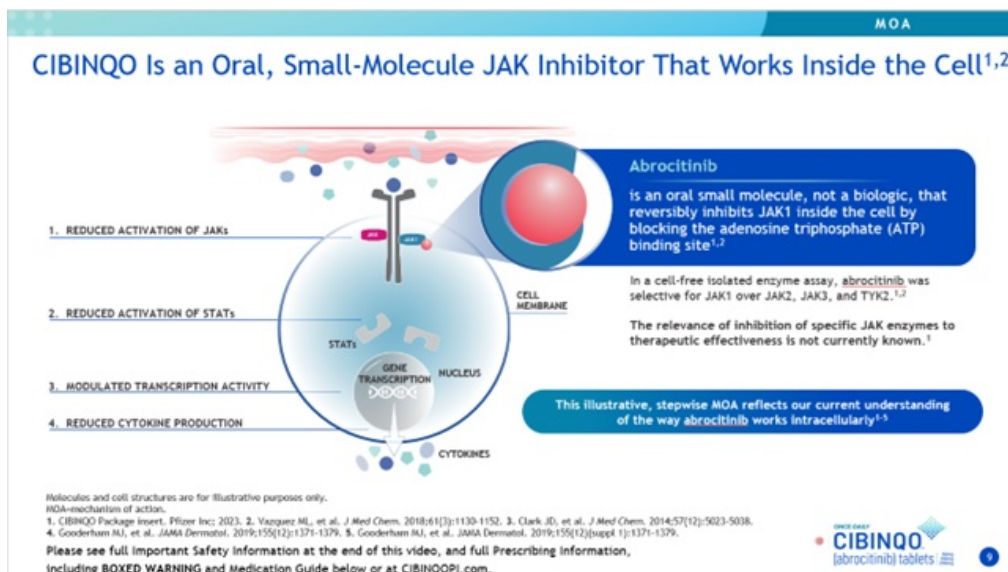 MOA
CIBINQO Is an Oral, Small-Molecule JAK Inhibitor That Works Inside the Cell1,2
Abrocitinib
is an oral small molecule, not a biologic, that
reversibly inhibits JAK1 inside the cell by
blocking the adenosine triphosphate (ATP)
binding site1,2
1. REDUCED ACTIVATION OF JAKs
JAK
JAK1
In a cell-free isolated enzyme assay, abrocitinib was
selective for JAK1 over JAK2, JAK3, and TYK2.1,2
CELL
MEMBRANE
2. REDUCED ACTIVATION OF STATs
The relevance of inhibition of specific JAK enzymes to
therapeutic effectiveness is not currently known.1
STATs
GENE
TRANSCRIPTION
NUCLEUS
3. MODULATED TRANSCRIPTION ACTIVITY
4. REDUCED CYTOKINE PRODUCTION
This illustrative, stepwise MOA reflects our current understanding
of the way abrocitinib works intracellularly1-5
CYTOKINES
Molecules and cell structures are for illustrative purposes only.
MOA=mechanism of action.
1. CIBINQO Package insert. Pfizer Inc; 2023. 2. Vazquez ML, et al. J Med Chem. 2018;61(3):1130-1152. 3. Clark JD, et al. J Med Chem. 2014;57(12):5023-5038.
4. Gooderham MJ, et al. JAMA Dermatol. 2019;155(12):1371-1379. 5. Gooderham MJ, et al. JAMA Dermatol. 2019;155(12)(suppl 1):1371-1379.
Please see full Important Safety Information at the end of this video, and full Prescribing Information,
including BOXED WARNING and Medication Guide below or at CIBINQOPI.com.
ONCE-DAILY
CIBINQO
(abrocitinib) tablets
9